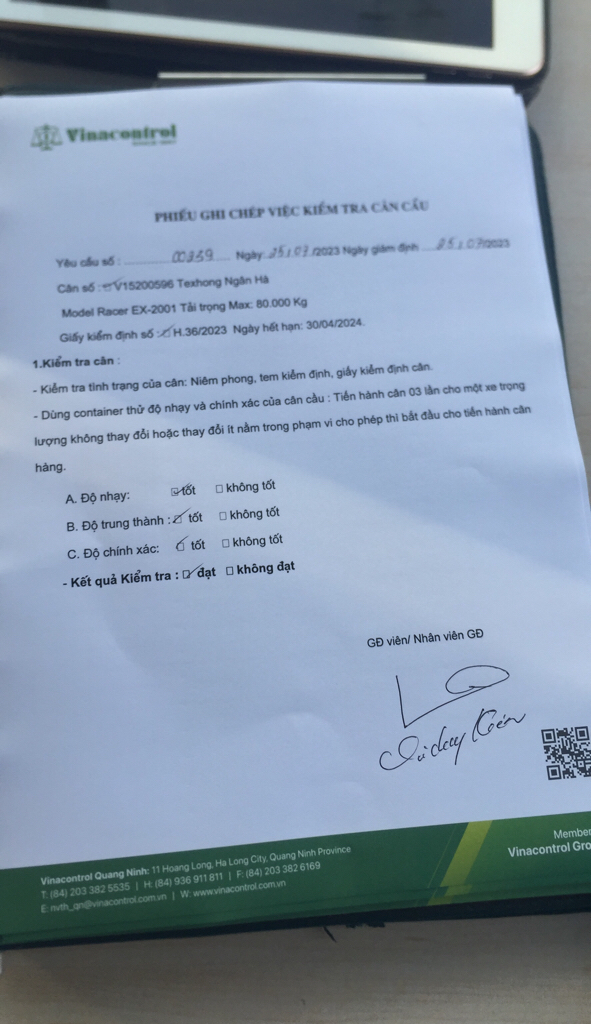 Vinacontrol
PHIẾU GHI CHÉP VIỆC KIỂM TRA CÂN CẦU
Yêu cầu số : 00359 Ngày: 25/07/2023 Ngày giám định 25/07/2023
Cân số : V15200596 Texhong Ngân Hà
Model Racer EX-2001 Tải trọng Max: 80.000 Kg
Giấy kiểm định số : H.36/2023 Ngày hết hạn: 30/04/2024.
1.Kiểm tra cân :
- Kiểm tra tình trạng của cân: Niêm phong, tem kiểm định, giấy kiểm định cân.
- Dùng container thử độ nhạy và chính xác của cân cầu : Tiến hành cân 03 lần cho một xe trọng
lượng không thay đổi hoặc thay đổi ít nằm trong phạm vi cho phép thì bắt đầu cho tiến hành cân
hàng.
A. Độ nhạy: ☑ tốt ☐ không tốt
B. Độ trung thành : ☑ tốt ☐ không tốt
C. Độ chính xác: ☑ tốt ☐ không tốt
- Kết quả Kiểm tra : ☑ đạt ☐ không đạt
GĐ viên/ Nhân viên GĐ
Vinacontrol Quang Ninh: 11 Hoang Long, Ha Long City, Quang Ninh Province
T: (84) 203 382 5535 | H: (84) 936 911 811 | F: (84) 203 382 6169
E: nvth_qn@vinacontrol.com.vn | W: www.vinacontrol.com.vn
Member
Vinacontrol Gro